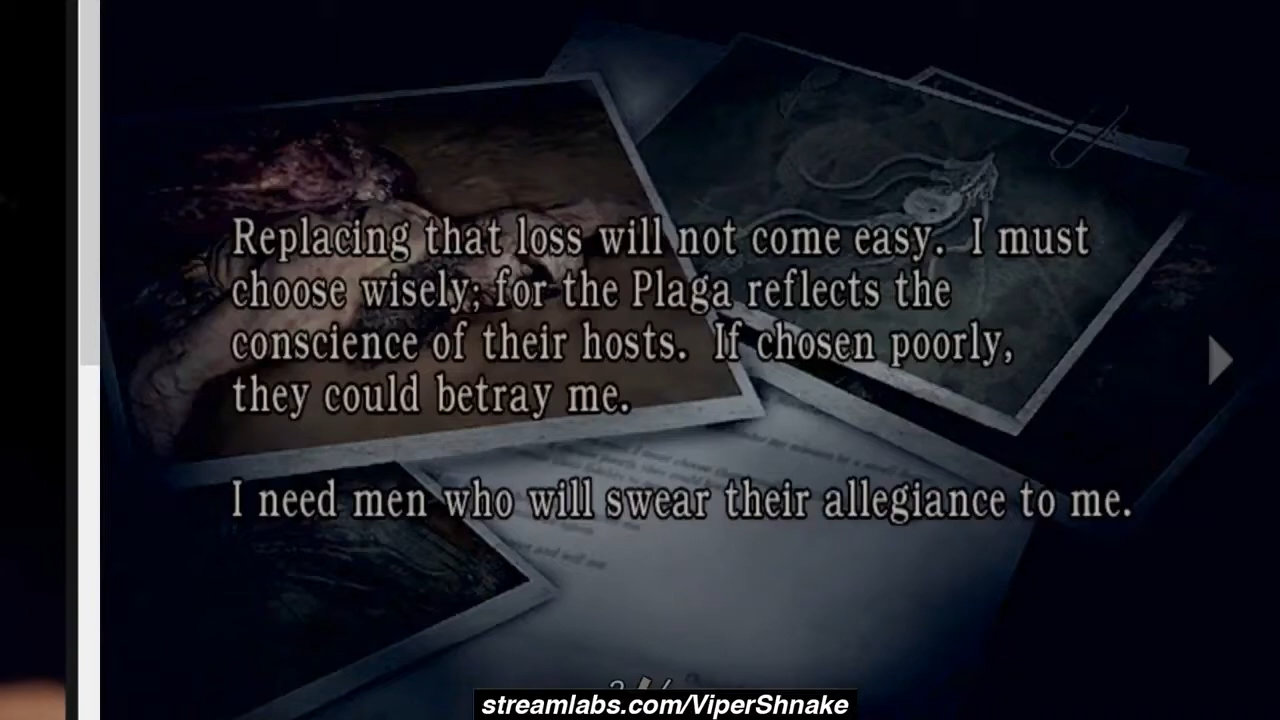 Replacing that loss will not come easy. I must
choose wisely; for the Plaga reflects the
conscience of their hosts. If chosen poorly,
they could betray me.
I need men who will swear their allegiance to me.
streamlabs.com/ViperShnake